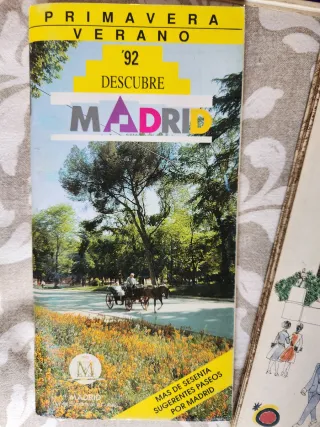 PRIMAVERA
VERANO
'92
DESCUBRE
MADRID
M
MADRID
MAS DE SESENTA
SUGERENTES PASEOS
POR MADRID